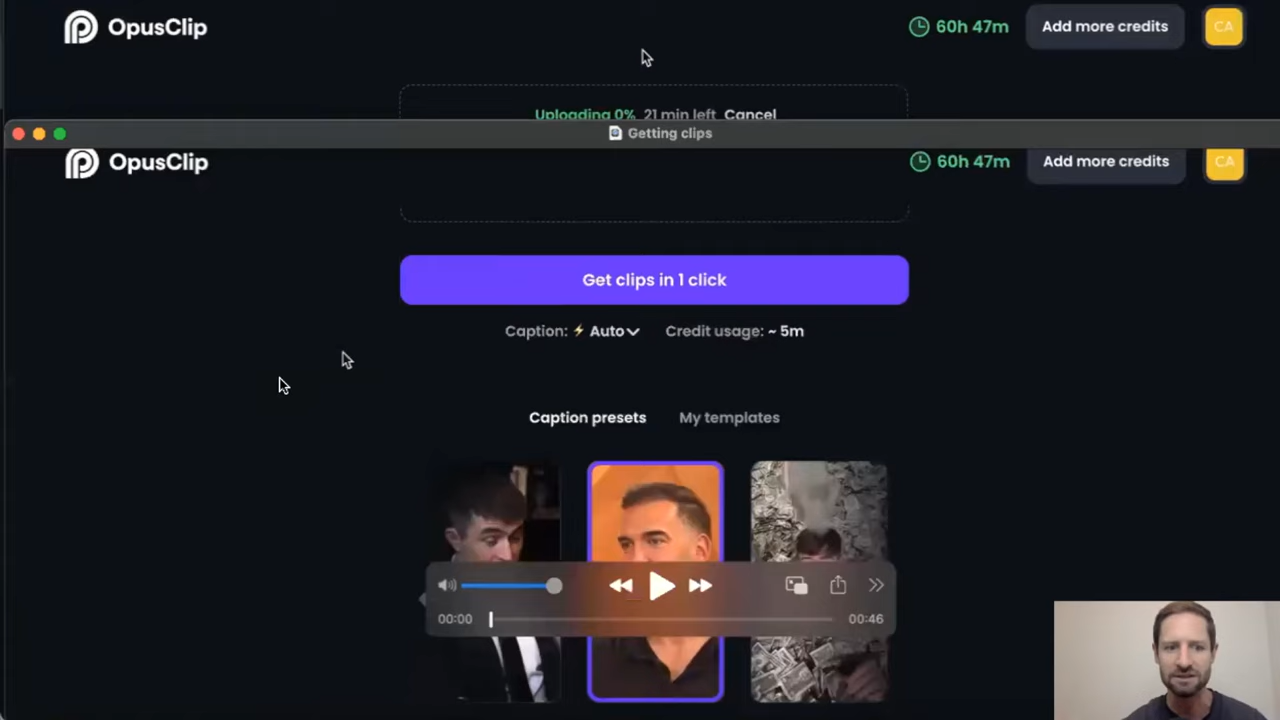 OpusClip
60h 47m
Add more credits
CA
Uploading 0% 21 min left Cancel
Getting clips
OpusClip
60h 47m
Add more credits
CA
Get clips in 1 click
Caption: ⚡ Auto
Credit usage: ~ 5m
Caption presets
My templates
00:00
00:46